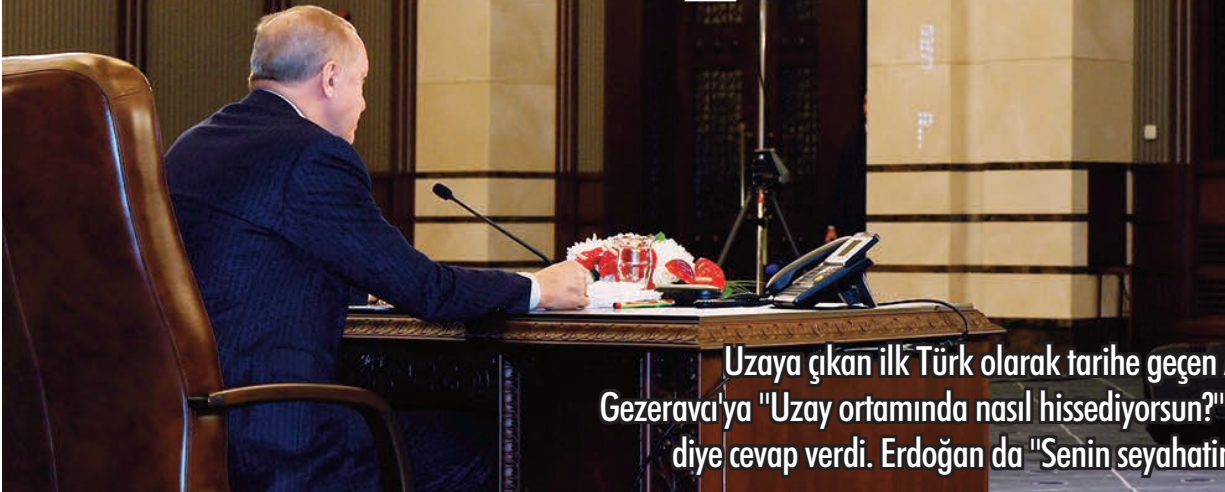 Uzaya çıkan ilk Türk olarak tarihe geçen
Gezeravcı'ya "Uzay ortamında nasıl hissediyorsun?"
diye cevap verdi. Erdoğan da "Senin